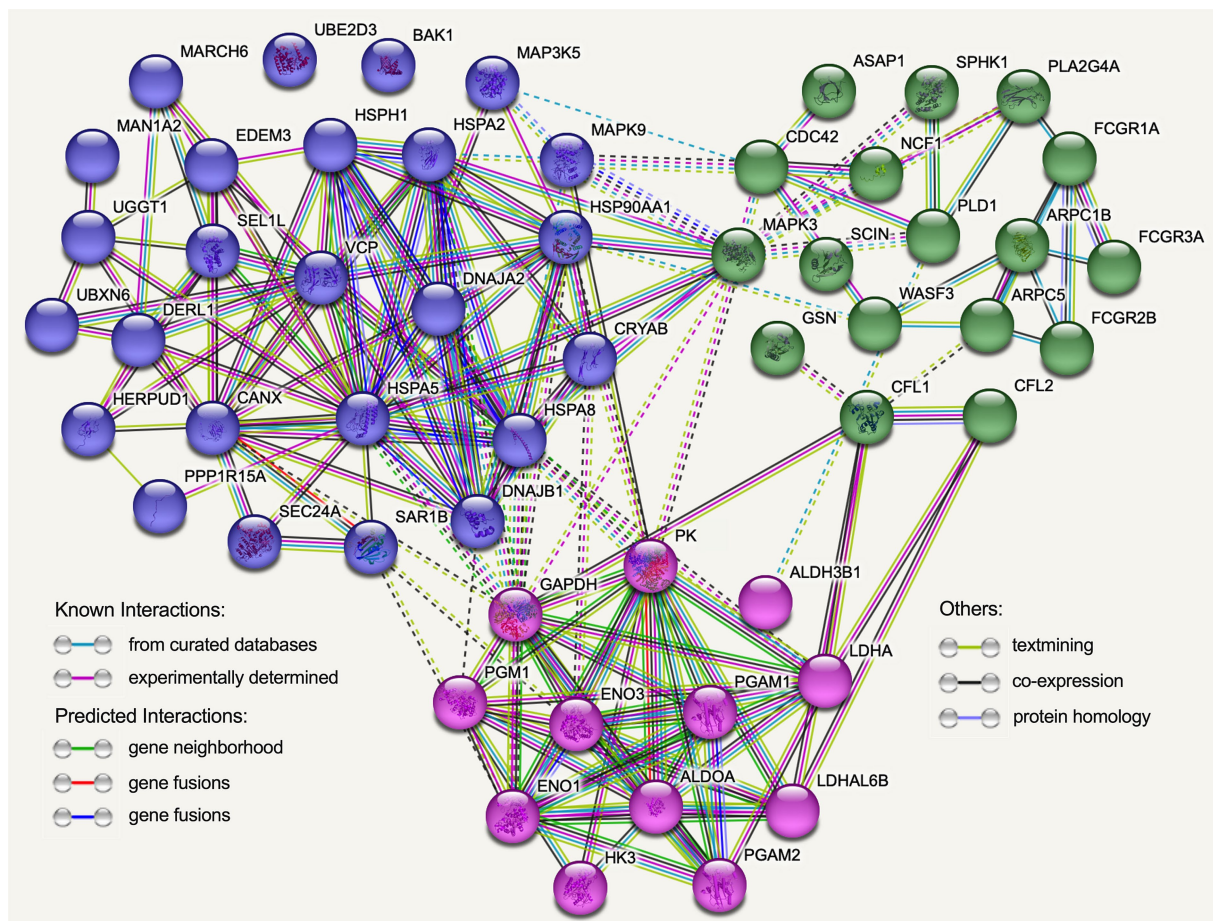 UBE2D3
BAK1
MARCH6
MAP3K5
ASAP1
SPHK1
PLA2G4A
MAN1A2
EDEM3
HSPH1
HSPA2
MAPK9
CDC42
NCF1
FCGR1A
UGGT1
SEL1L
VCP
HSP90AA1
MAPK3
SCIN
PLD1
ARPC1B
FCGR3A
UBXN6
DERL1
DNAJA2
CRYAB
GSN
WASF3
ARPC5
FCGR2B
HERPUD1
CANX
HSPA5
HSPA8
CFL1
CFL2
PPP1R15A
SEC24A
SAR1B
DNAJB1
PK
GAPDH
ALDH3B1
LDHA
PGM1
ENO3
PGAM1
ENO1
ALDOA
LDHAL6B
HK3
PGAM2
Known Interactions:
from curated databases
experimentally determined
Predicted Interactions:
gene neighborhood
gene fusions
gene fusions
Others:
textmining
co-expression
protein homology